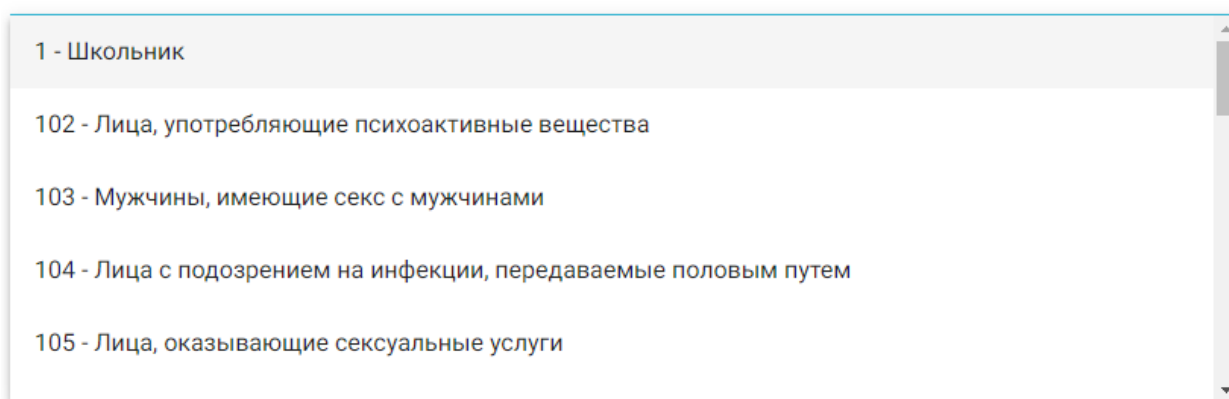 1 - Школьник
102 - Лица, употребляющие психоактивные вещества
103 - Мужчины, имеющие секс с мужчинами
104 - Лица с подозрением на инфекции, передаваемые половым путем
105 - Лица, оказывающие сексуальные услуги